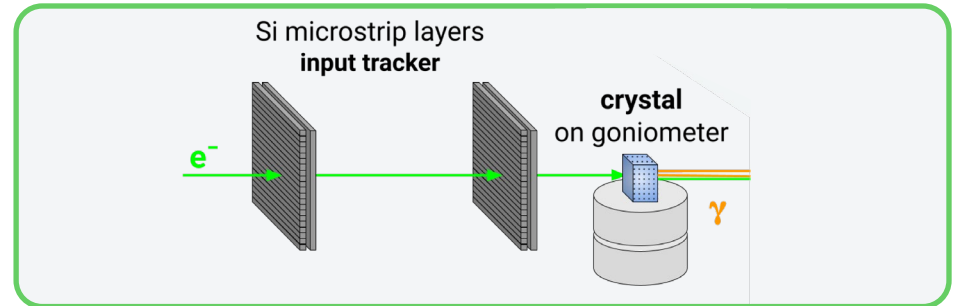 Si microstrip layers
input tracker
crystal
on goniometer
e⁻
γ